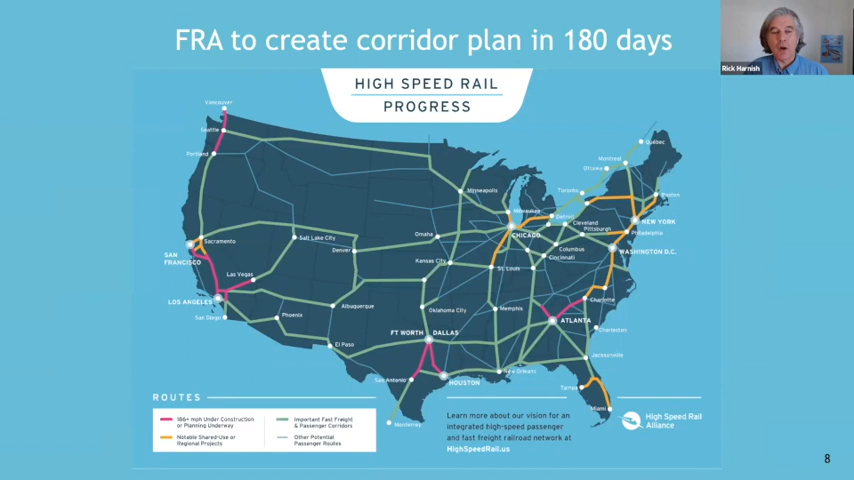 FRA to create corridor plan in 180 days
Rick Harnish
HIGH SPEED RAIL
PROGRESS
Vancouver
Seattle
Portland
Minneapolis
Milwaukee
Detroit
Toronto
Ottawa
Montreal
Québec
Boston
NEW YORK
Philadelphia
Cleveland
Pittsburgh
CHICAGO
WASHINGTON D.C.
Columbus
Cincinnati
Sacramento
SAN
FRANCISCO
Salt Lake City
Denver
Omaha
Kansas City
St. Louis
Las Vegas
LOS ANGELES
San Diego
Phoenix
Albuquerque
Oklahoma City
Memphis
Charlotte
ATLANTA
Charleston
El Paso
FT WORTH
DALLAS
Jacksonville
San Antonio
HOUSTON
New Orleans
Tampa
Miami
Monterrey
ROUTES
186+ mph Under Construction
or Planning Underway
Notable Shared-Use or
Regional Projects
Important Fast Freight
& Passenger Corridors
Other Potential
Passenger Routes
Learn more about our vision for an
integrated high-speed passenger
and fast freight railroad network at
HighSpeedRail.us
High Speed Rail
Alliance
8